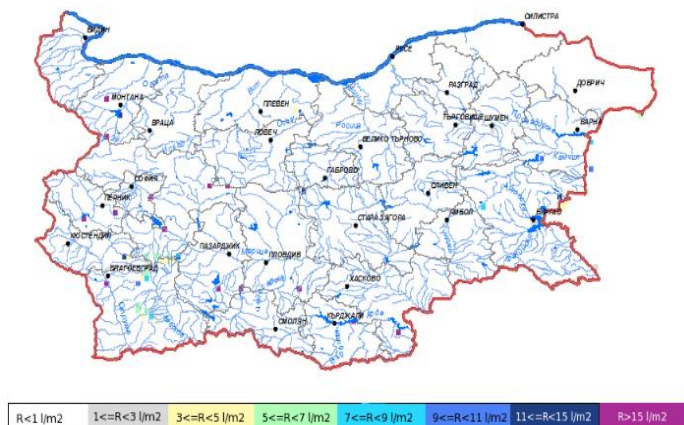 СИЛИСТРА
ВИДИН
РУСЕ
ДОБРИЧ
РАЗГРАД
МОНТАНА
ПЛЕВЕН
ВАРНА
ТЪРГОВИЩЕ
ШУМЕН
ВРАЦА
ЛОВЕЧ
ВЕЛИКО ТЪРНОВО
ГАБРОВО
СОФИЯ
СЛИВЕН
ПЕРНИК
ЯМБОЛ
БУРГАС
СТАРА ЗАГОРА
КЮСТЕНДИЛ
ПАЗАРДЖИК
ПЛОВДИВ
БЛАГОЕВГРАД
ХАСКОВО
КЪРДЖАЛИ
СМОЛЯН
R<1 l/m2 1<=R<3 l/m2 3<=R<5 l/m2 5<=R<7 l/m2 7<=R<9 l/m2 9<=R<11 l/m2 11<=R<15 l/m2 R>15 l/m2